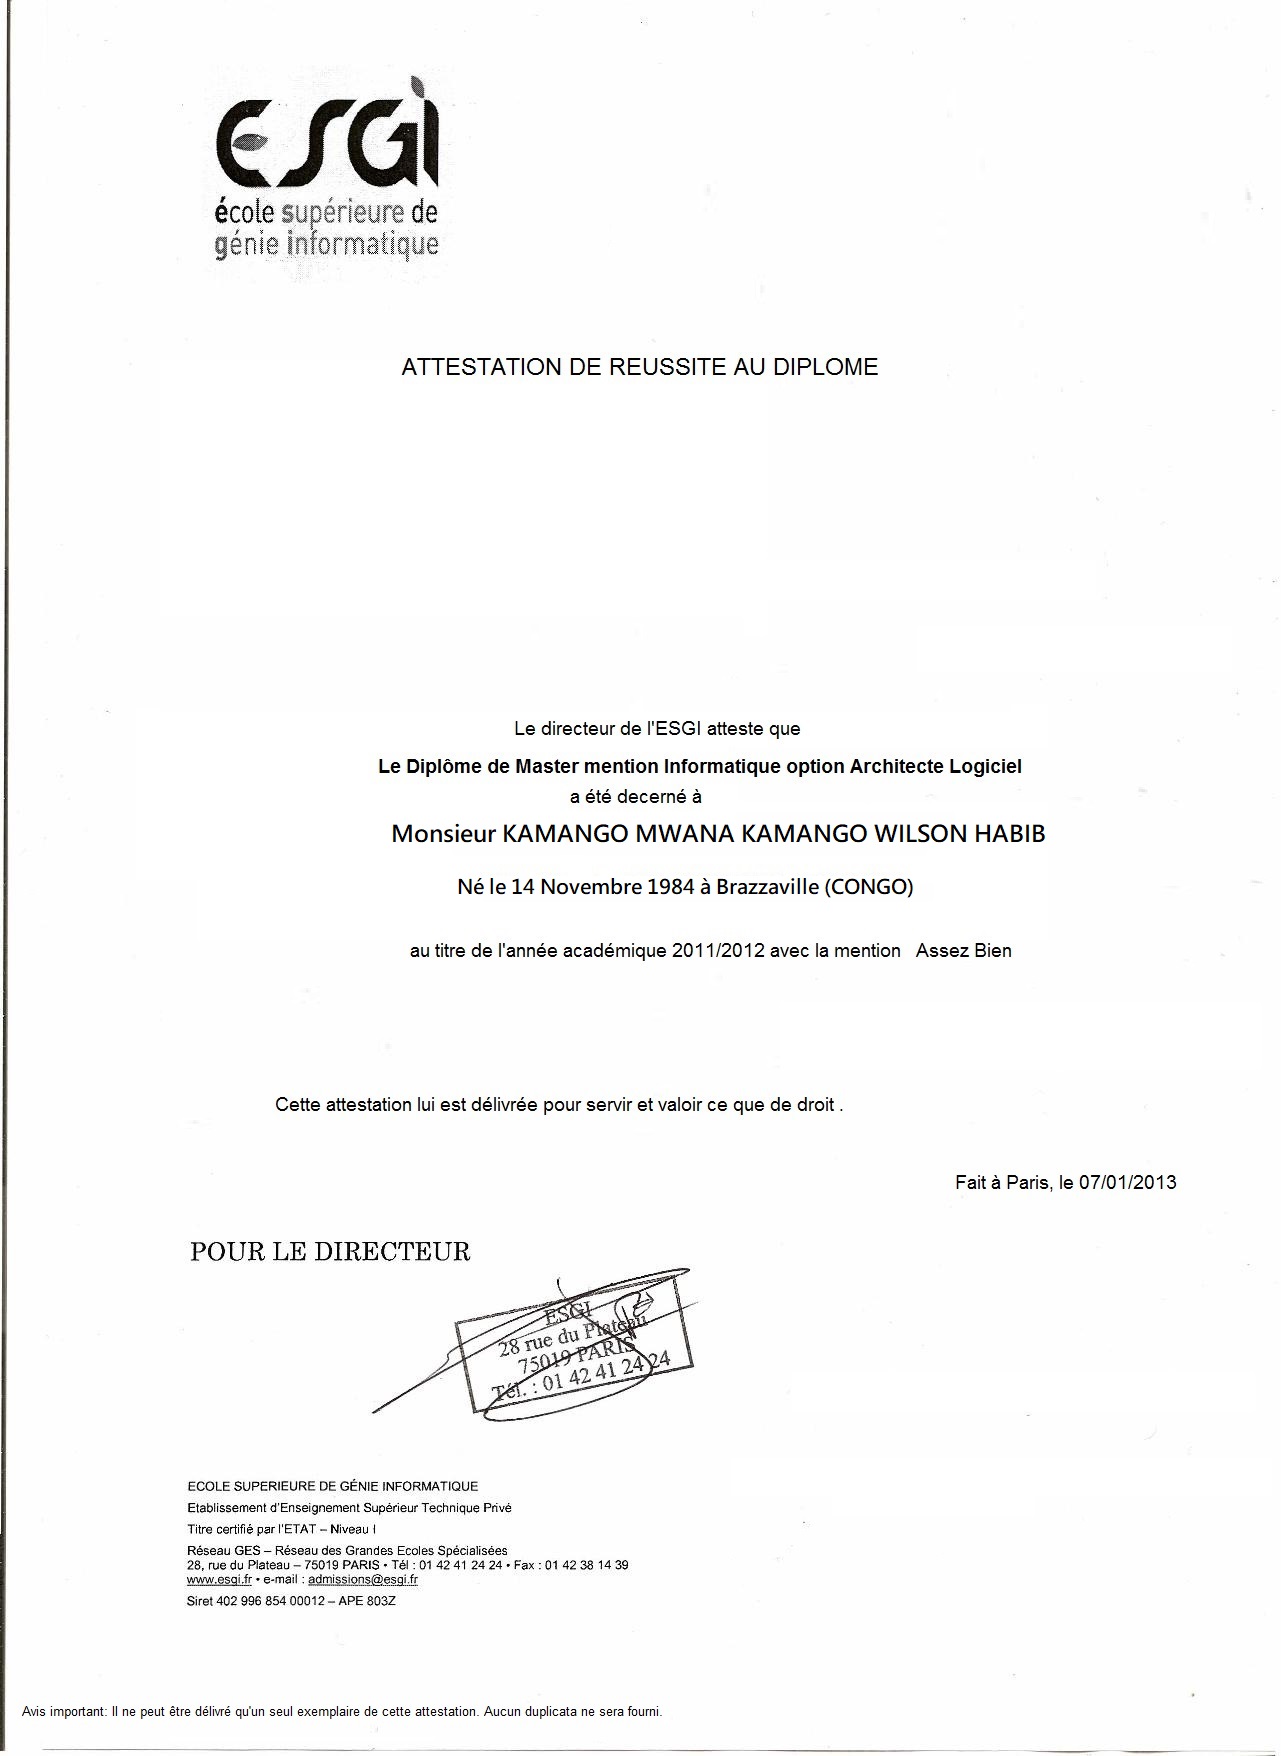 ESGI
école supérieure de
génie informatique
ATTESTATION DE REUSSITE AU DIPLOME
Le directeur de l'ESGI atteste que
Le Diplôme de Master mention Informatique option Architecte Logiciel
a été decerné à
Monsieur KAMANGO MWANA KAMANGO WILSON HABIB
Né le 14 Novembre 1984 à Brazzaville (CONGO)
au titre de l'année académique 2011/2012 avec la mention Assez Bien
Cette attestation lui est délivrée pour servir et valoir ce que de droit .
Fait à Paris, le 07/01/2013
POUR LE DIRECTEUR
ESGI
28 rue du Plateau
75019 PARIS
Tél. : 01 42 41 24 24
ECOLE SUPERIEURE DE GÉNIE INFORMATIQUE
Etablissement d'Enseignement Supérieur Technique Privé
Titre certifié par l'ETAT – Niveau I
Réseau GES – Réseau des Grandes Ecoles Spécialisées
28, rue du Plateau – 75019 PARIS • Tél : 01 42 41 24 24 • Fax : 01 42 38 14 39
www.esgi.fr • e-mail : admissions@esgi.fr
Siret 402 996 854 00012 – APE 803Z
Avis important: Il ne peut être délivré qu'un seul exemplaire de cette attestation. Aucun duplicata ne sera fourni.